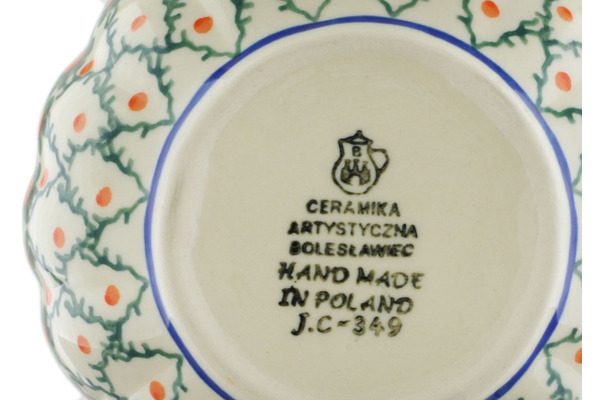 B
CERAMIKA
ARTYSTYCZNA
BOLESŁAWIEC
HAND MADE
IN POLAND
J.C-349